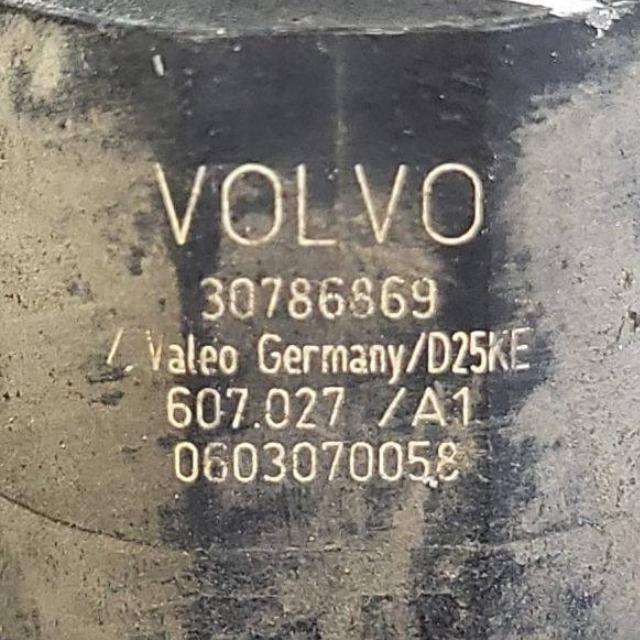 VOLVO
30786869
Valeo Germany/D25KE
607.027 /A1
0603070058